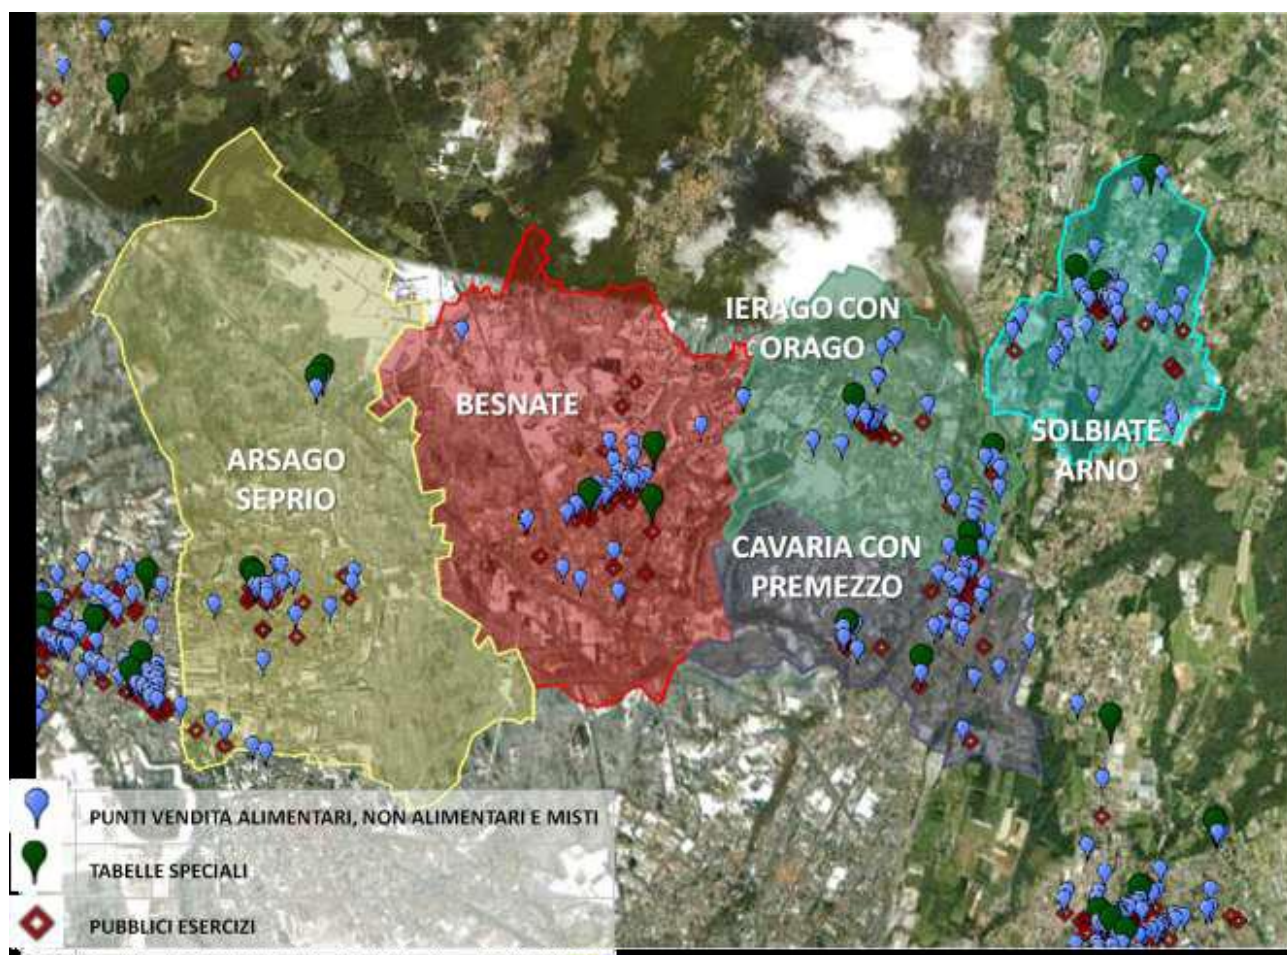 IERAGO CON
ORAGO
BESNATE
SOLBIATE
ARNO
ARSAGO
SEPRIO
CAVARIA CON
PREMEZZO
PUNTI VENDITA ALIMENTARI, NON ALIMENTARI E MISTI
TABELLE SPECIALI
PUBBLICI ESERCIZI